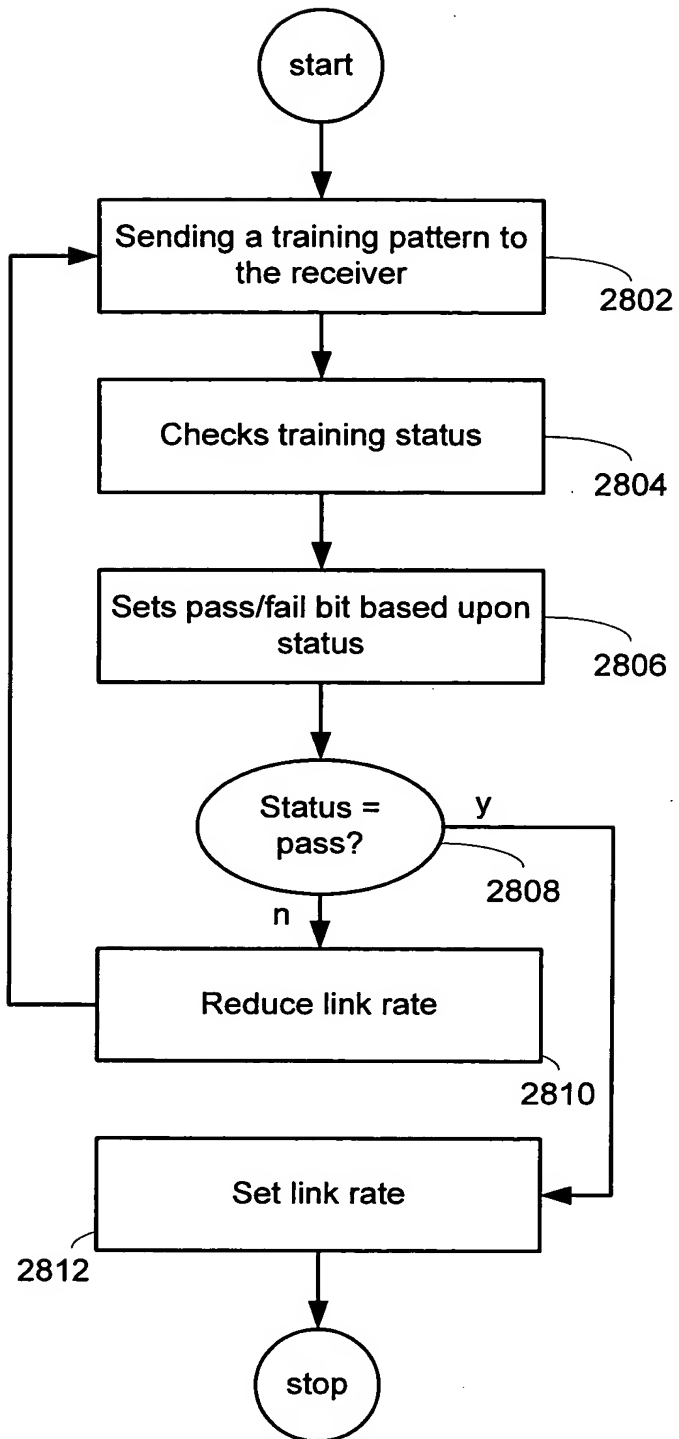 start
Sending a training pattern to
the receiver
2802
Checks training status
2804
Sets pass/fail bit based upon
status
2806
Status =
pass?
y
2808
n
Reduce link rate
2810
Set link rate
2812
stop